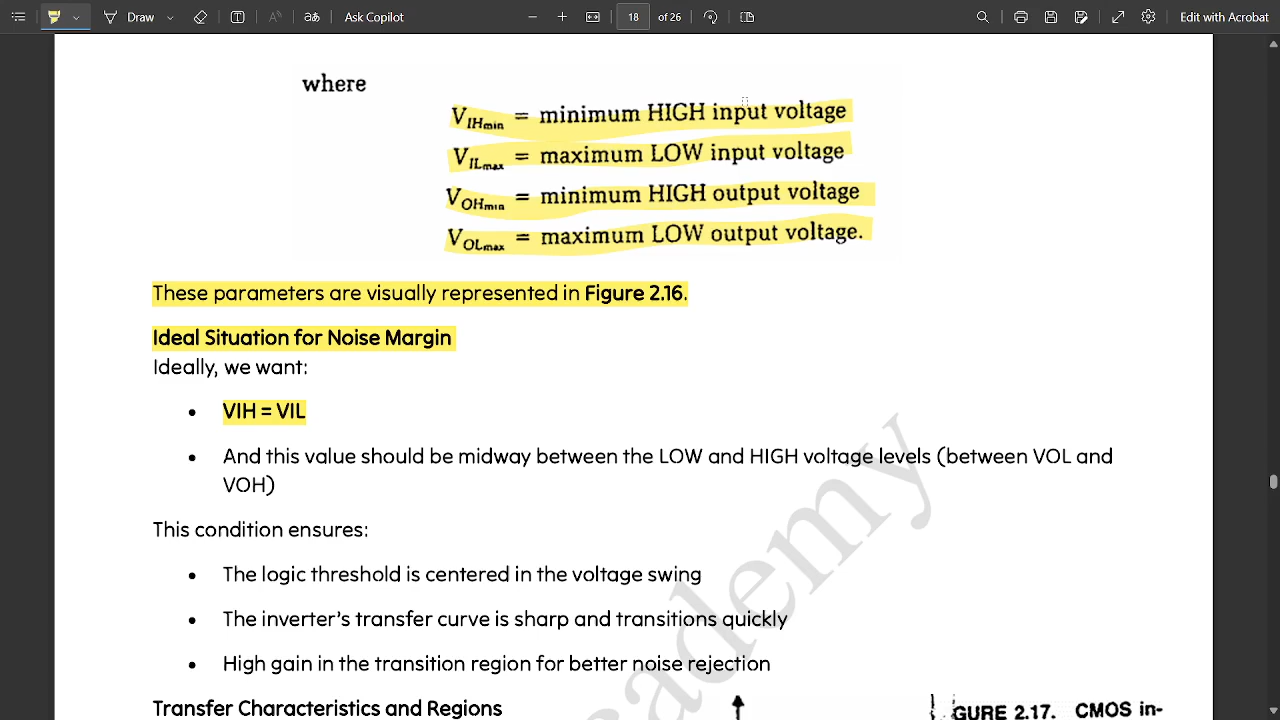 Draw
Ask Copilot
18 of 26
Edit with Acrobat
where
VIHmin = minimum HIGH input voltage
VILmax = maximum LOW input voltage
VOHmin = minimum HIGH output voltage
VOLmax = maximum LOW output voltage.
These parameters are visually represented in Figure 2.16.
Ideal Situation for Noise Margin
Ideally, we want:
• VIH = VIL
• And this value should be midway between the LOW and HIGH voltage levels (between VOL and
VOH)
This condition ensures:
• The logic threshold is centered in the voltage swing
• The inverter's transfer curve is sharp and transitions quickly
• High gain in the transition region for better noise rejection
Transfer Characteristics and Regions
GURE 2.17. CMOS in-